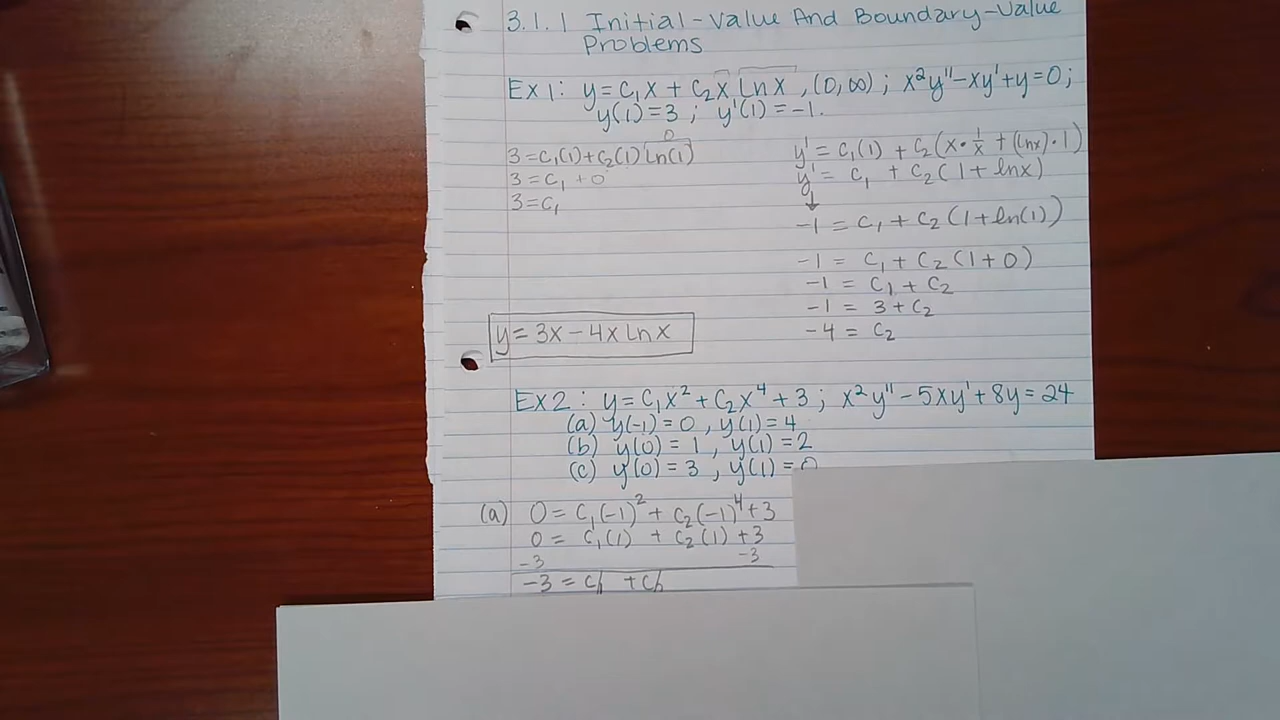 3.1.1 Initial-Value And Boundary-Value
Problems
EX1: y = c₁x + c₂x ln x, (0, ∞); x²y'' - xy' + y = 0;
y(1) = 3; y'(1) = -1.
0
3 = c₁(1) + c₂(1) ln(1)
3 = c₁ + 0
3 = c₁
y' = c₁(1) + c₂(x • 1/x + (ln x) • 1)
y' = c₁ + c₂(1 + ln x)
↓
-1 = c₁ + c₂(1 + ln(1))
-1 = c₁ + c₂(1 + 0)
-1 = c₁ + c₂
-1 = 3 + c₂
-4 = c₂
y = 3x - 4x ln x
EX2: y = c₁x² + c₂x⁴ + 3; x²y'' - 5xy' + 8y = 24
(a) y(-1) = 0, y(1) = 4
(b) y(0) = 1, y(1) = 2
(c) y(0) = 3, y(1) = 0
(a) 0 = c₁(-1)² + c₂(-1)⁴ + 3
0 = c₁(1) + c₂(1) + 3
-3 -3
-3 = c₁ + c₂